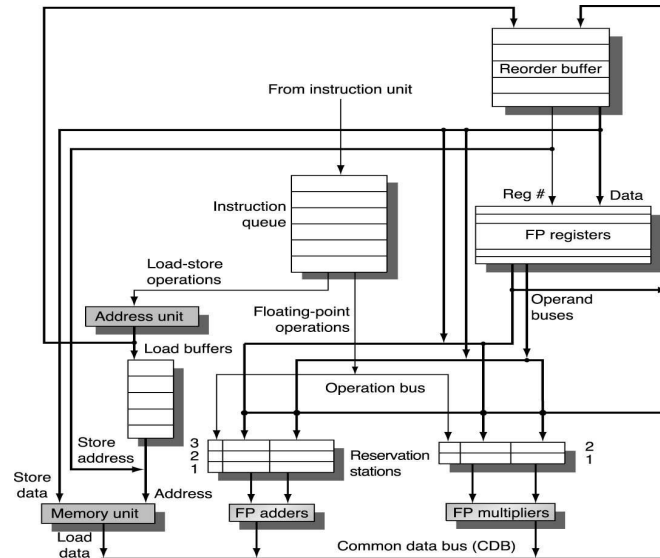 Reorder buffer
From instruction unit
Reg #
Data
Instruction
queue
FP registers
Load-store
operations
Operand
buses
Address unit
Floating-point
operations
Load buffers
Operation bus
Store
address
3
2
1
Reservation
stations
2
1
Store
data
Address
Memory unit
FP adders
FP multipliers
Load
data
Common data bus (CDB)